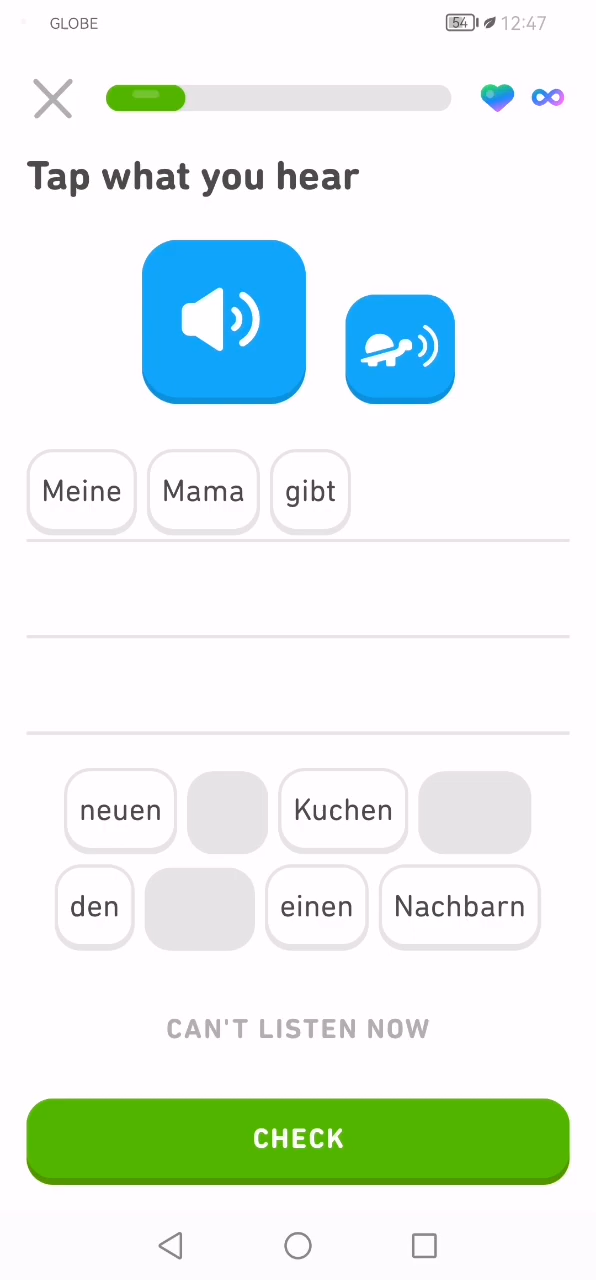 GLOBE 54 12:47
Tap what you hear
Meine Mama gibt
neuen Kuchen
den einen Nachbarn
CAN'T LISTEN NOW
CHECK